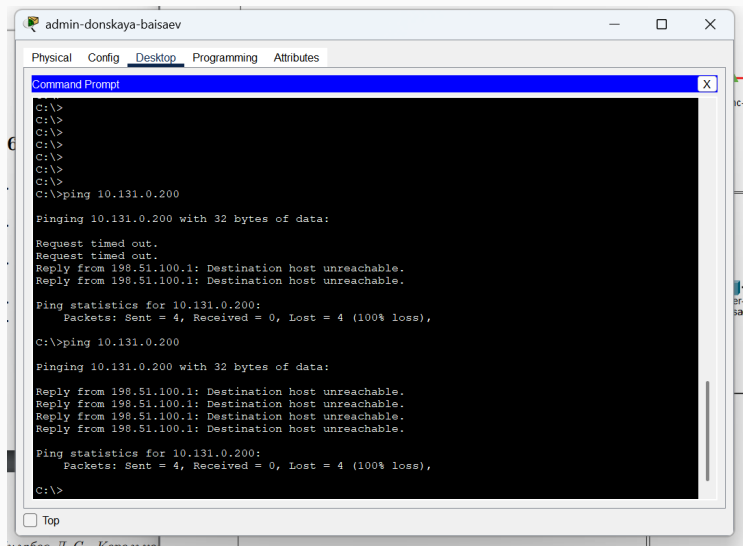 admin-donskaya-baisaev
Physical Config Desktop Programming Attributes
Command Prompt
X
C:\>
C:\>
C:\>
C:\>
C:\>
C:\>
C:\>
C:\>ping 10.131.0.200
Pinging 10.131.0.200 with 32 bytes of data:
Request timed out.
Request timed out.
Reply from 198.51.100.1: Destination host unreachable.
Reply from 198.51.100.1: Destination host unreachable.
Ping statistics for 10.131.0.200:
Packets: Sent = 4, Received = 0, Lost = 4 (100% loss),
C:\>ping 10.131.0.200
Pinging 10.131.0.200 with 32 bytes of data:
Reply from 198.51.100.1: Destination host unreachable.
Reply from 198.51.100.1: Destination host unreachable.
Reply from 198.51.100.1: Destination host unreachable.
Reply from 198.51.100.1: Destination host unreachable.
Ping statistics for 10.131.0.200:
Packets: Sent = 4, Received = 0, Lost = 4 (100% loss),
C:\>
Top